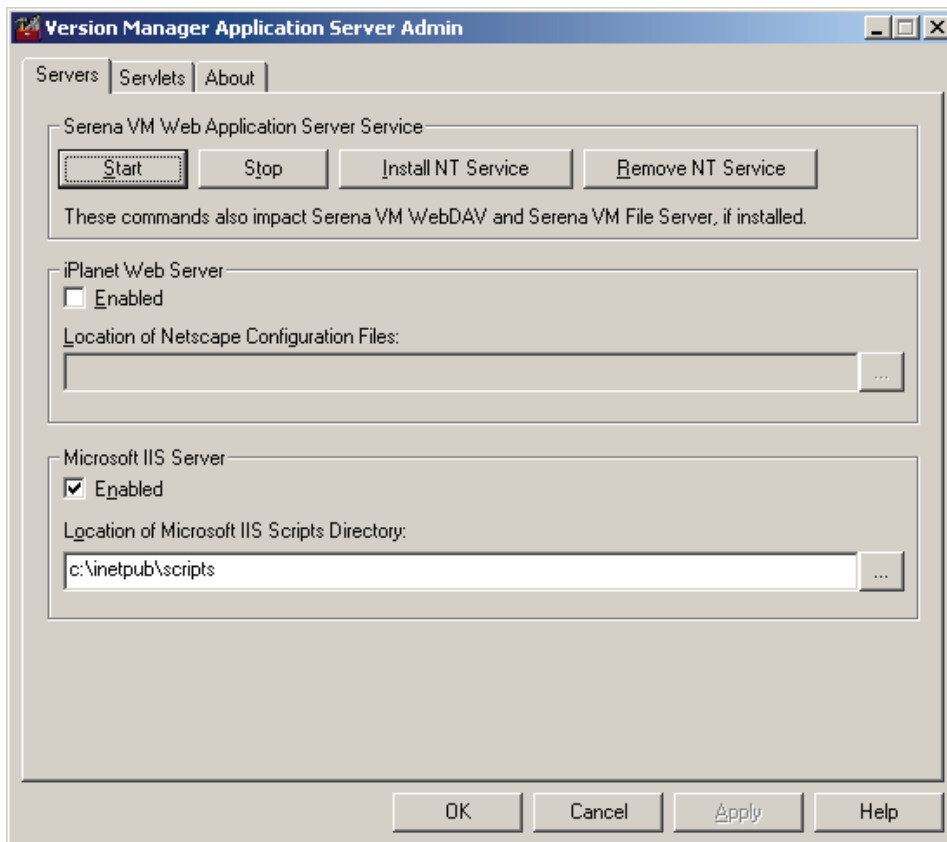 Version Manager Application Server Admin
Servers Servlets About
Serena VM Web Application Server Service
Start Stop Install NT Service Remove NT Service
These commands also impact Serena VM WebDAV and Serena VM File Server, if installed.
iPlanet Web Server
Enabled
Location of Netscape Configuration Files:
...
Microsoft IIS Server
Enabled
Location of Microsoft IIS Scripts Directory:
c:\inetpub\scripts ...
OK Cancel Apply Help